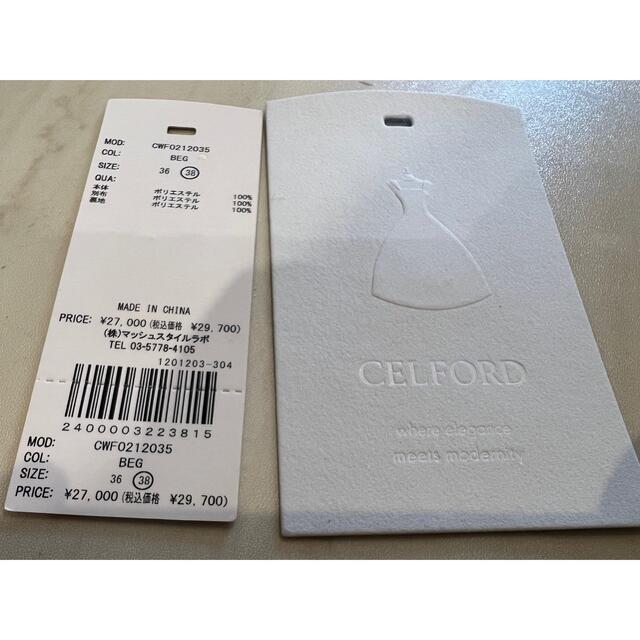 MOD: CWF0212035
COL: BEG
SIZE: 36 38
QUA:
本体 ポリエステル 100%
別布 ポリエステル 100%
裏地 ポリエステル 100%
MADE IN CHINA
PRICE: ¥27,000(税込価格 ¥29,700)
(株)マッシュスタイルラボ
TEL 03-5778-4105
1201203-304
2400003223815
MOD: CWF0212035
COL: BEG
SIZE: 36 38
PRICE: ¥27,000(税込価格 ¥29,700)
CELFORD
where elegance
meets modernity